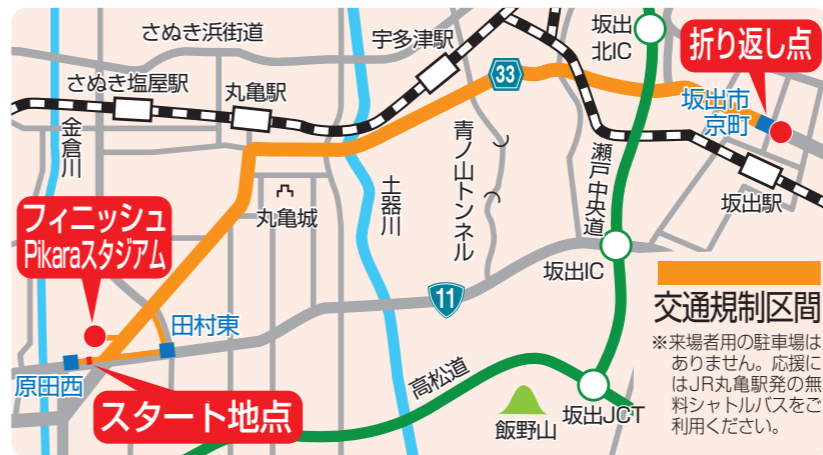 さぬき浜街道
宇多津駅
坂出
北IC
折り返し点
さぬき塩屋駅
丸亀駅
33
坂出市
京町
金倉川
青ノ山トンネル
瀬戸中央道
坂出駅
フィニッシュ
Pikaraスタジアム
丸亀城
土器川
坂出IC
11
田村東
原田西
スタート地点
高松道
飯野山
坂出JCT
交通規制区間
※来場者用の駐車場は
ありません。応援に
はJR丸亀駅発の無
料シャトルバスをご
利用ください。